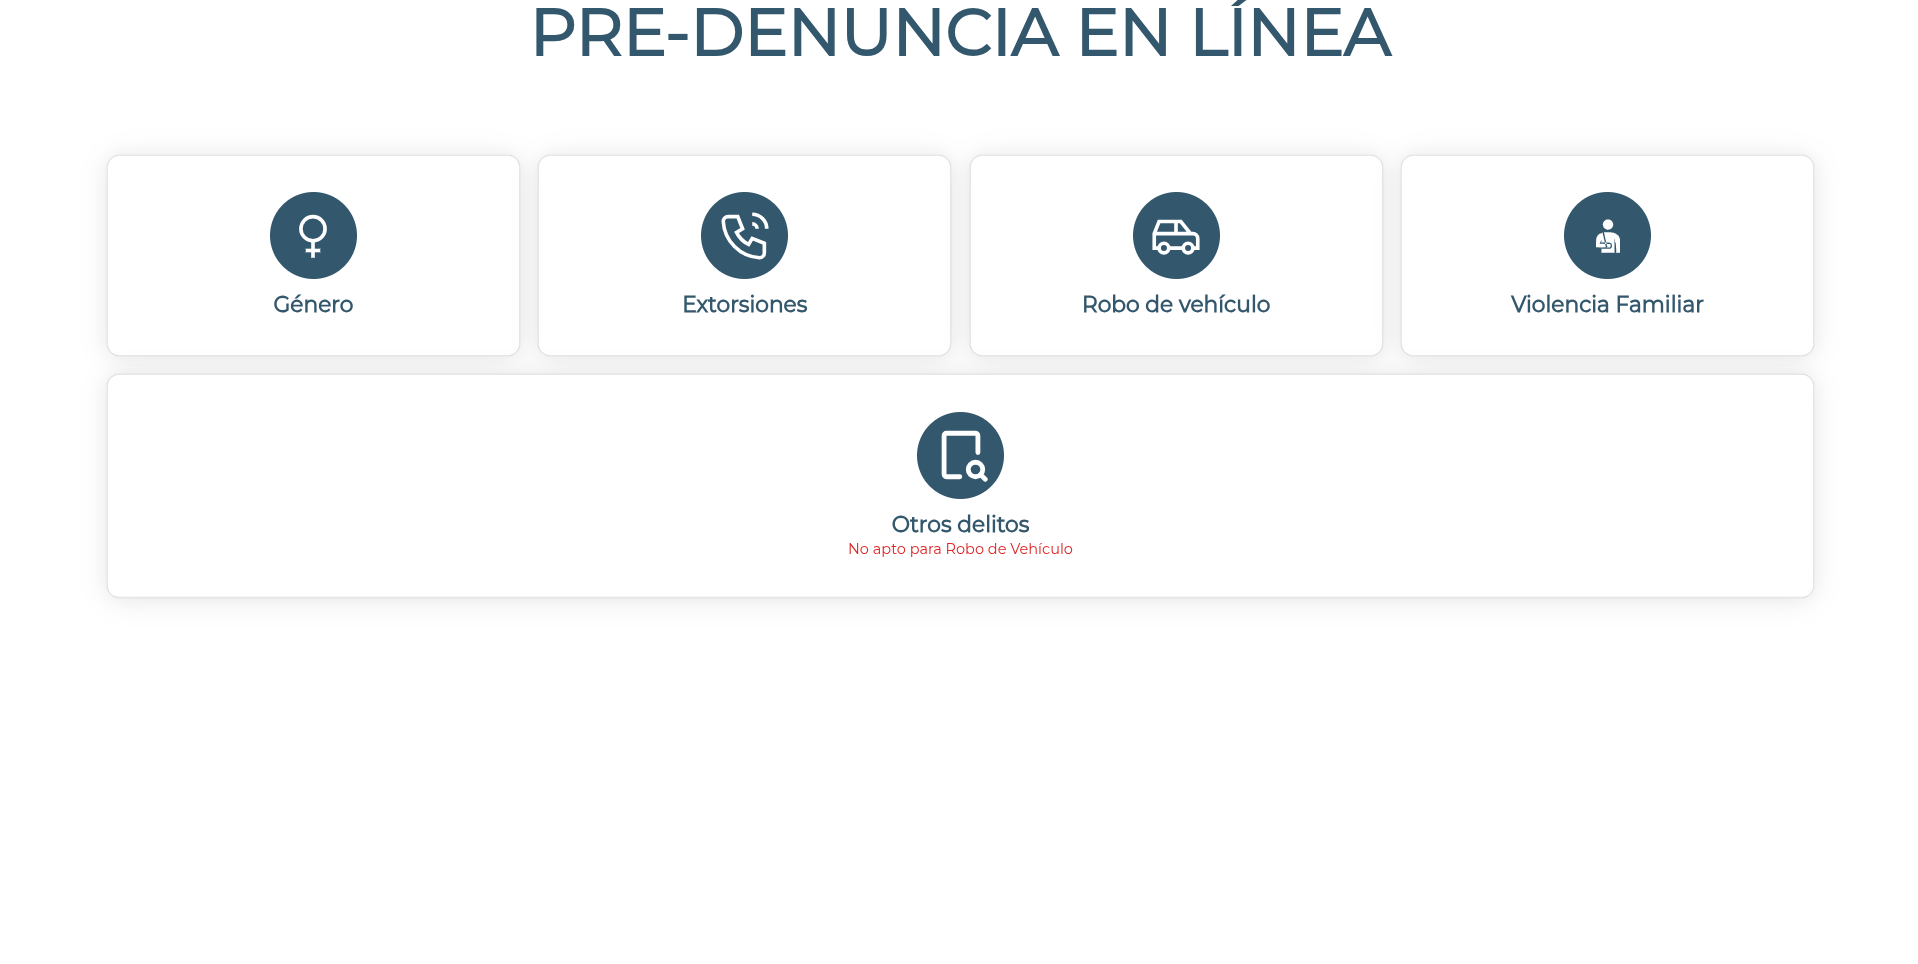 PRE-DENUNCIA EN LÍNEA
Género
Extorsiones
Robo de vehículo
Violencia Familiar
Otros delitos
No apto para Robo de Vehículo